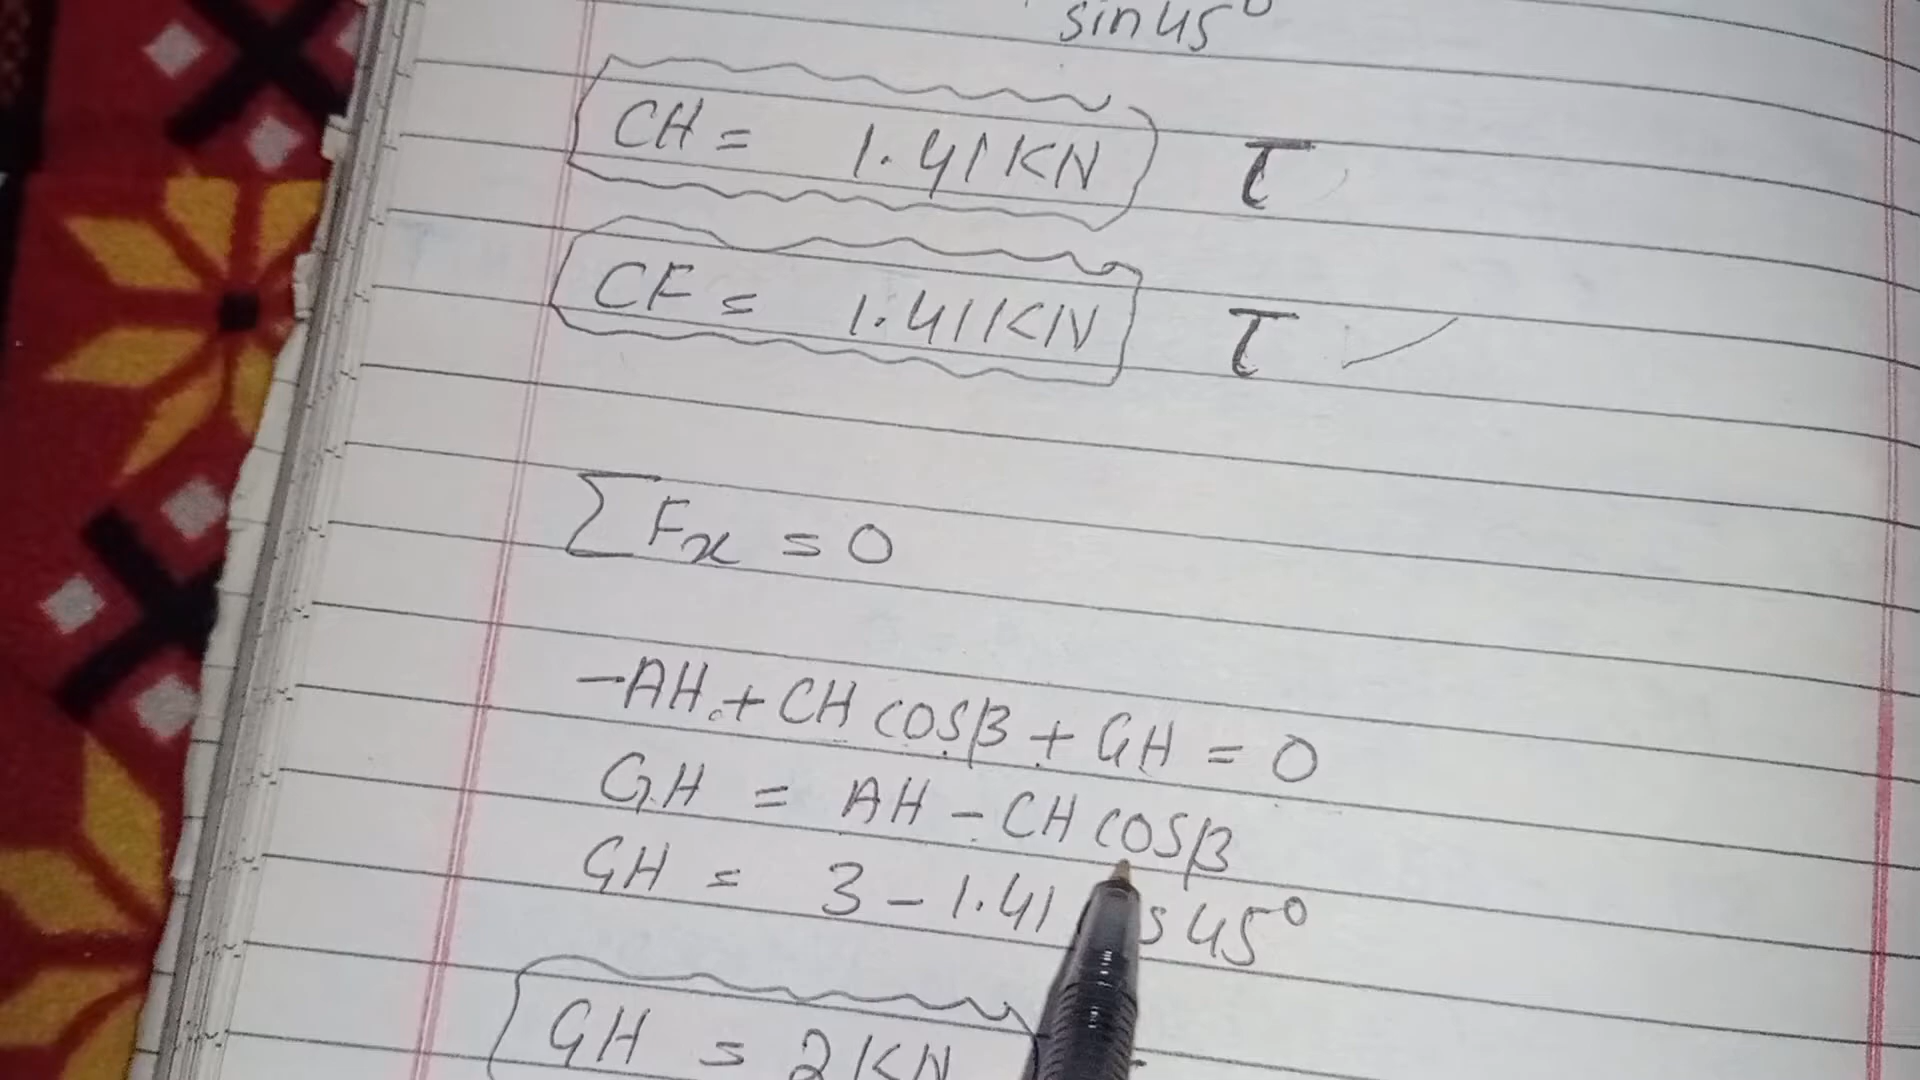 sin45°
CH = 1.41KN T
CF = 1.41KN T
∑Fx = 0
-AH + CH cosβ + GH = 0
GH = AH - CH cosβ
GH = 3 - 1.41 s 45°
GH = 2KN